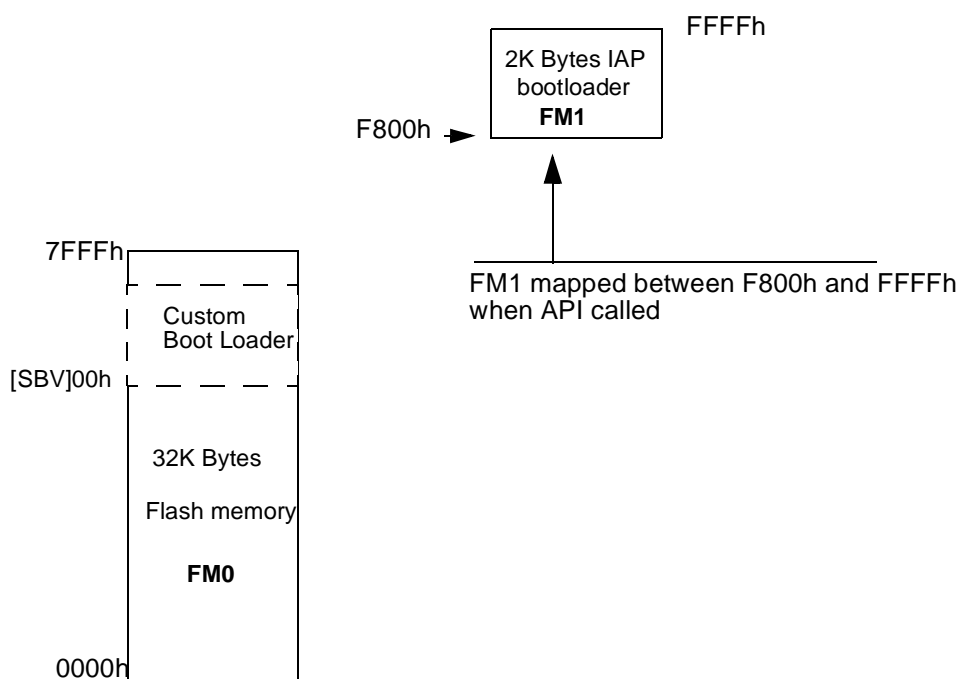 FFFFh
2K Bytes IAP
bootloader
FM1
F800h
7FFFh
FM1 mapped between F800h and FFFFh
when API called
Custom
Boot Loader
[SBV]00h
32K Bytes
Flash memory
FM0
0000h